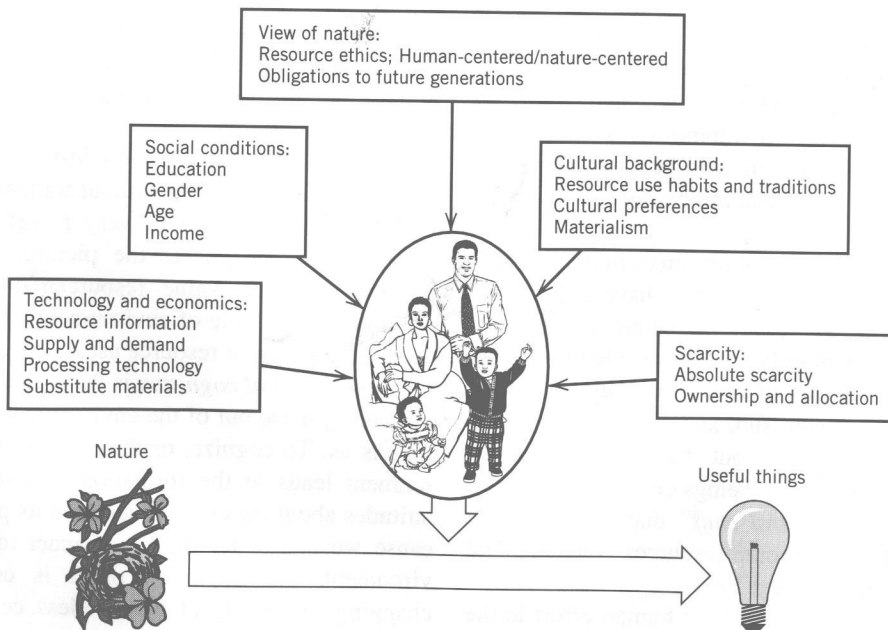 View of nature:
Resource ethics; Human-centered/nature-centered
Obligations to future generations
Social conditions:
Education
Gender
Age
Income
Cultural background:
Resource use habits and traditions
Cultural preferences
Materialism
Technology and economics:
Resource information
Supply and demand
Processing technology
Substitute materials
Scarcity:
Absolute scarcity
Ownership and allocation
Nature
Useful things